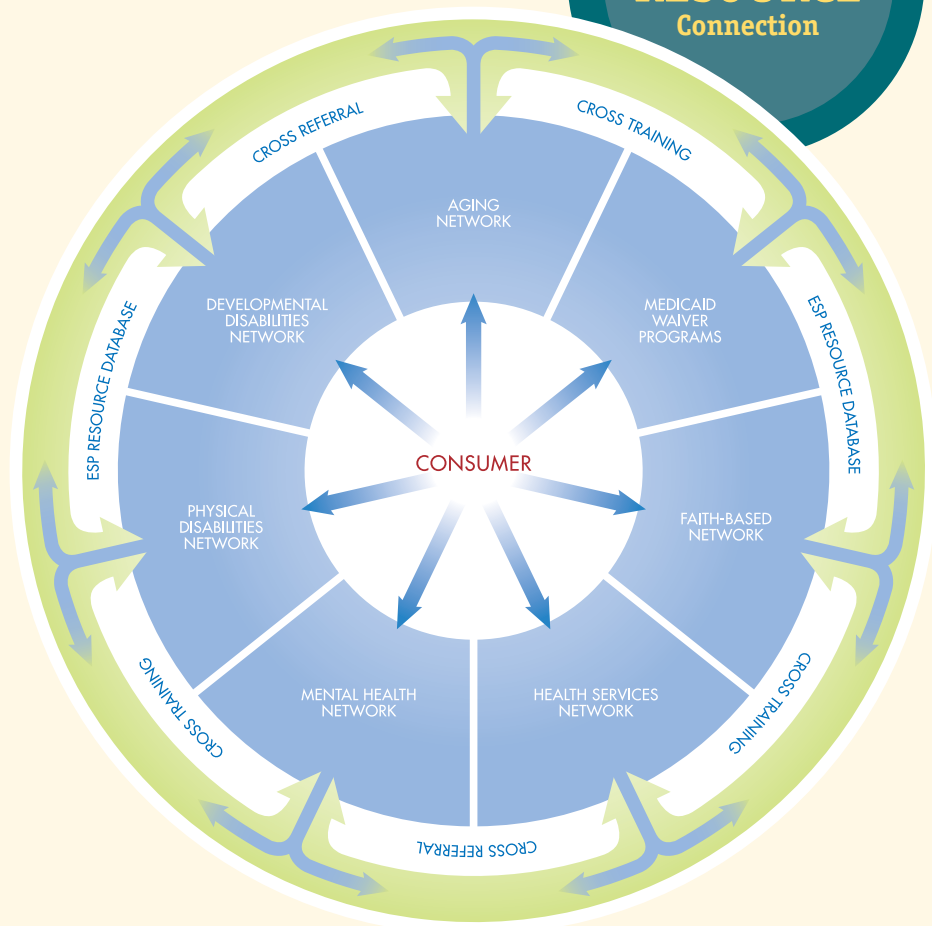 Connection
CROSS REFERRAL
CROSS TRAINING
AGING
NETWORK
DEVELOPMENTAL
DISABILITIES
NETWORK
MEDICAID
WAIVER
PROGRAMS
ESP RESOURCE DATABASE
ESP RESOURCE DATABASE
CONSUMER
PHYSICAL
DISABILITIES
NETWORK
FAITH-BASED
NETWORK
MENTAL HEALTH
NETWORK
HEALTH SERVICES
NETWORK
CROSS TRAINING
CROSS TRAINING
CROSS REFERRAL